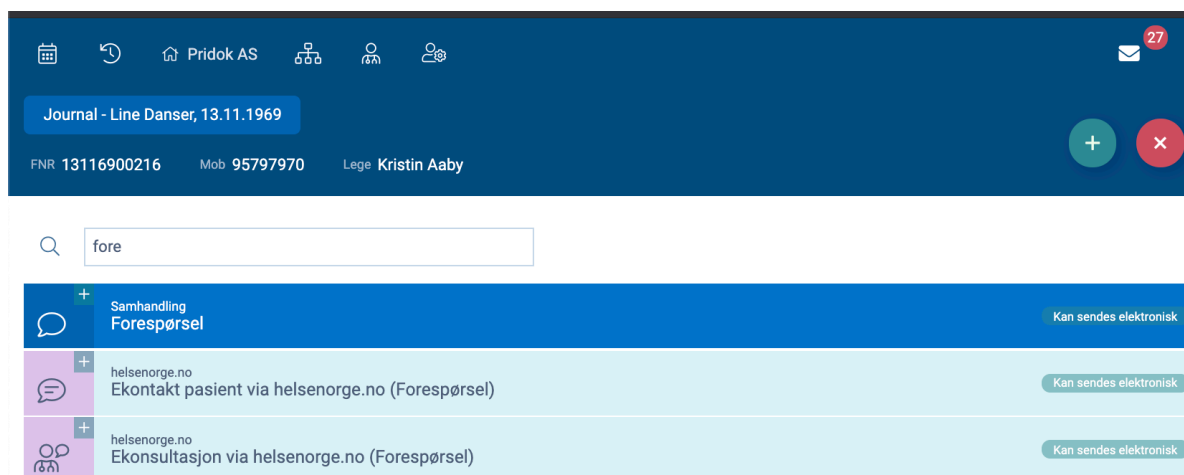 Pridok AS
27
Journal - Line Danser, 13.11.1969
FNR 13116900216 Mob 95797970 Lege Kristin Aaby
fore
Samhandling
Forespørsel
Kan sendes elektronisk
helsenorge.no
Ekontakt pasient via helsenorge.no (Forespørsel)
Kan sendes elektronisk
helsenorge.no
Ekonsultasjon via helsenorge.no (Forespørsel)
Kan sendes elektronisk